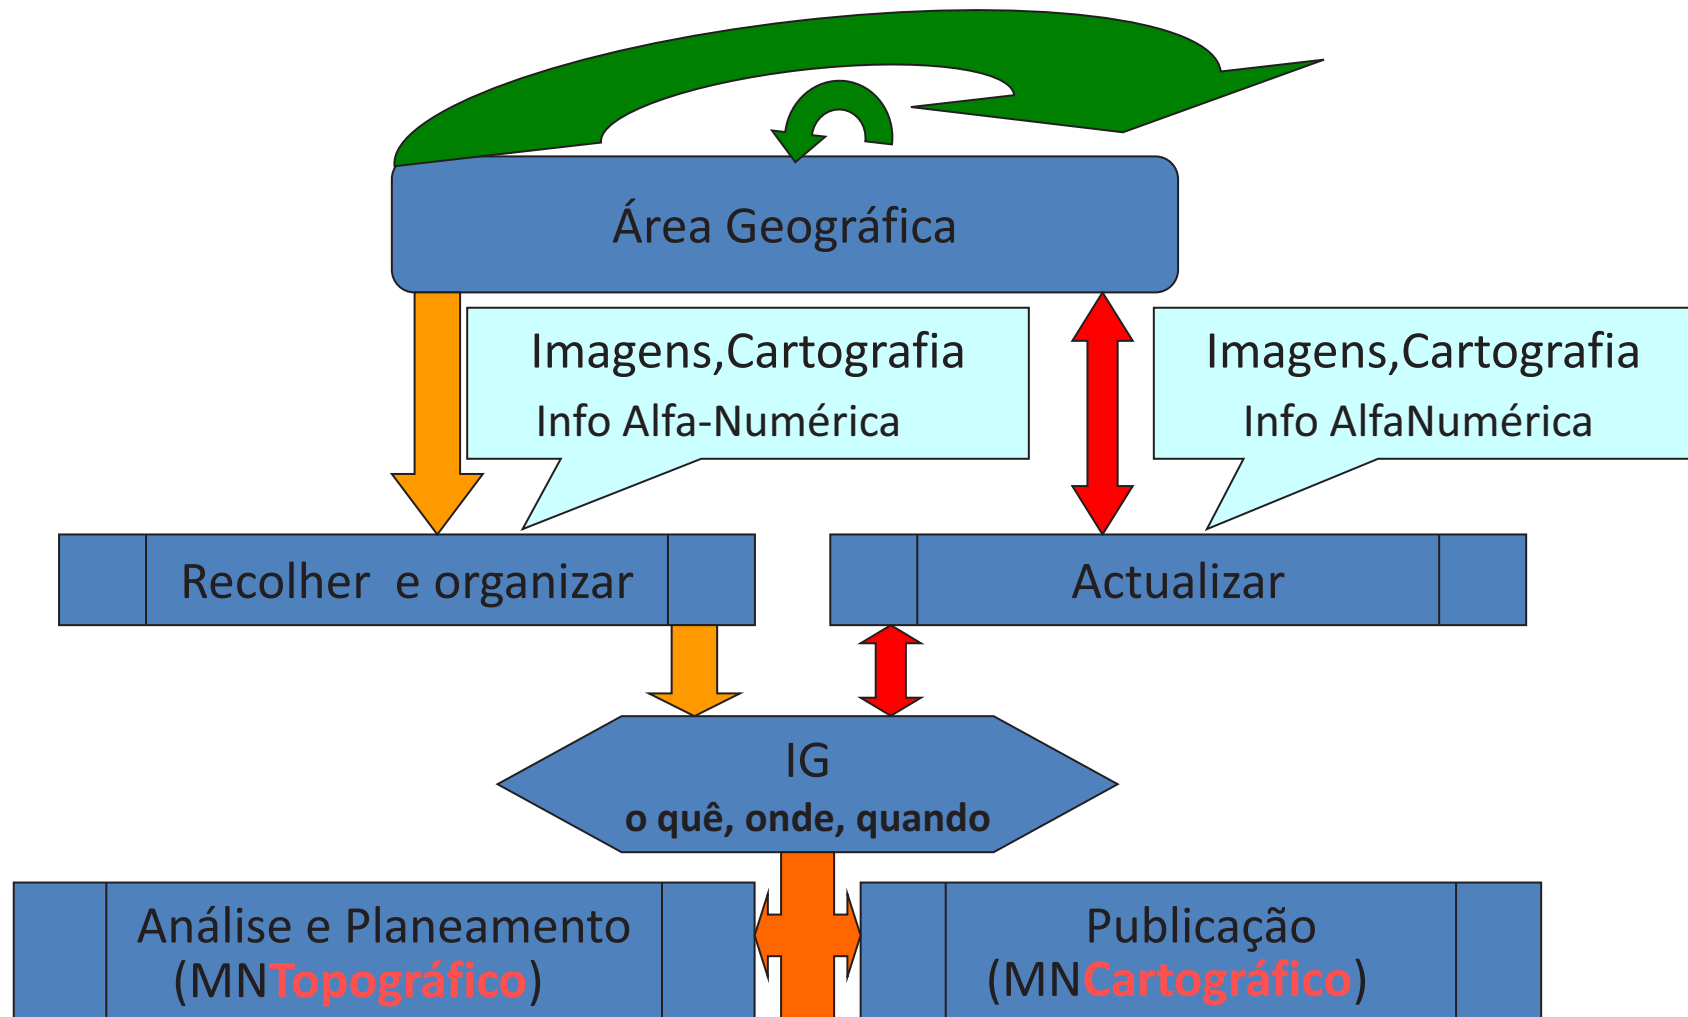 Área Geográfica
Imagens,Cartografia
Info Alfa-Numérica
Imagens,Cartografia
Info AlfaNumérica
Recolher  e organizar
Actualizar
IG
o quê, onde, quando
Análise e Planeamento
(MNTopográfico)
Publicação
(MNCartográfico)